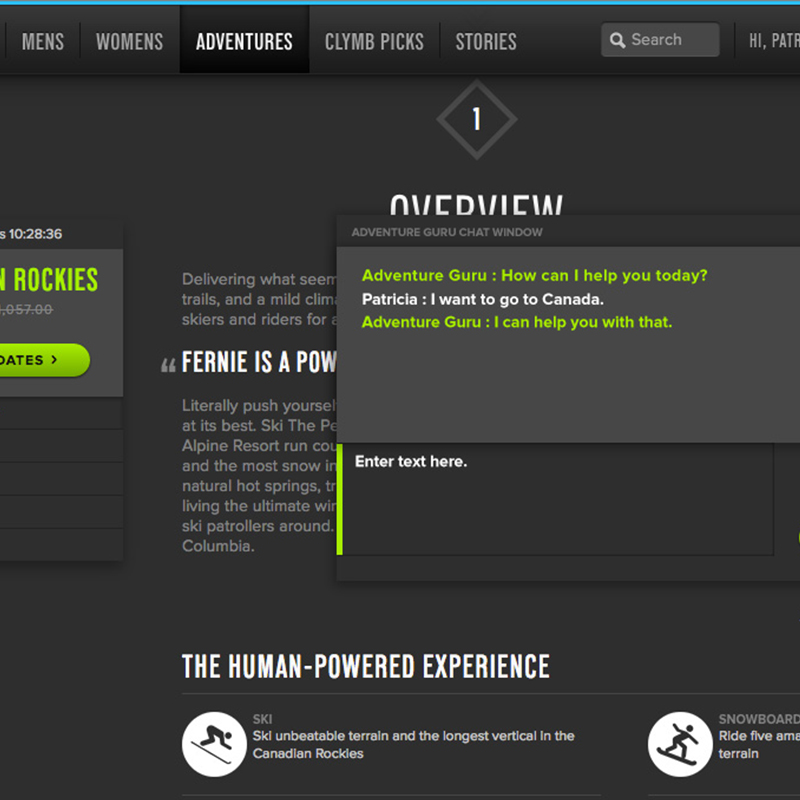 MENS WOMENS ADVENTURES CLYMB PICKS STORIES Search HI, PATR
1
OVERVIEW
s 10:28:36
N ROCKIES
,057.00
DATES >
Delivering what seem
trails, and a mild clima
skiers and riders for a
“ FERNIE IS A POW
Literally push yoursel
at its best. Ski The Pe
Alpine Resort run cou
and the most snow in
natural hot springs, tr
living the ultimate win
ski patrollers around.
Columbia.
ADVENTURE GURU CHAT WINDOW
Adventure Guru : How can I help you today?
Patricia : I want to go to Canada.
Adventure Guru : I can help you with that.
Enter text here.
THE HUMAN-POWERED EXPERIENCE
SKI
Ski unbeatable terrain and the longest vertical in the
Canadian Rockies
SNOWBOARD
Ride five ama
terrain